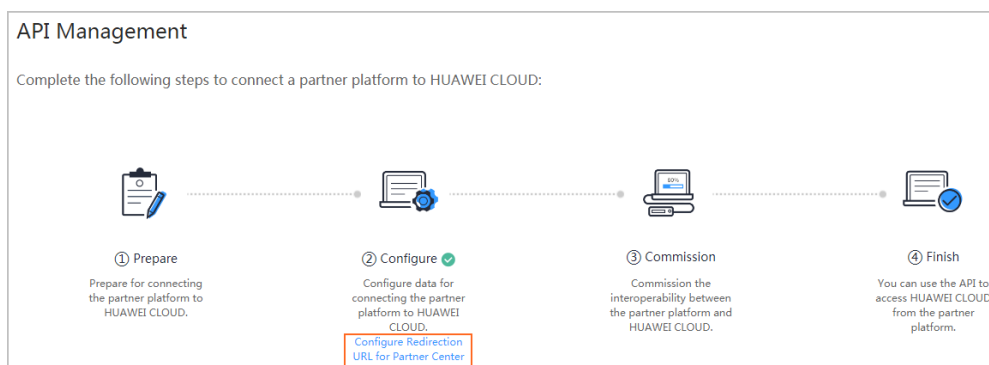 API Management
Complete the following steps to connect a partner platform to HUAWEI CLOUD:
80%
① Prepare
Prepare for connecting
the partner platform to
HUAWEI CLOUD.
② Configure
Configure data for
connecting the partner
platform to HUAWEI
CLOUD.
Configure Redirection
URL for Partner Center
③ Commission
Commission the
interoperability between
the partner platform and
HUAWEI CLOUD.
④ Finish
You can use the API to
access HUAWEI CLOUD
from the partner
platform.